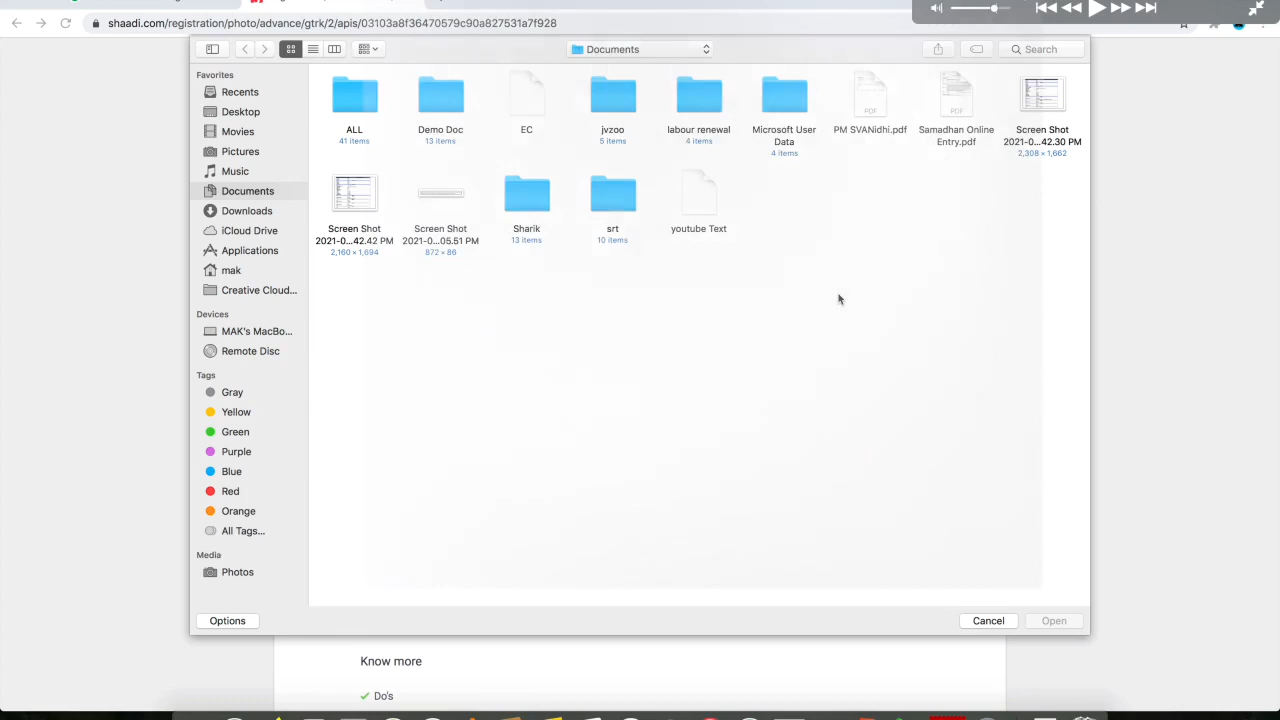 shaadi.com/registration/photo/advance/gtrk/2/apis/03103a8f36470579c90a827531a7f928
Documents
Search
Favorites
Recents
Desktop
Movies
Pictures
Music
Documents
Downloads
iCloud Drive
Applications
mak
Creative Cloud...
Devices
MAK's MacBo...
Remote Disc
Tags
Gray
Yellow
Green
Purple
Blue
Red
Orange
All Tags...
Media
Photos
ALL
41 items
Demo Doc
13 items
EC
jvzoo
5 items
labour renewal
4 items
Microsoft User
Data
4 items
PDF
PM SVANidhi.pdf
PDF
Samadhan Online
Entry.pdf
Screen Shot
2021-0...42.30 PM
2,308 × 1,662
Screen Shot
2021-0...42.42 PM
2,160 × 1,694
Screen Shot
2021-0...05.51 PM
872 × 86
Sharik
13 items
srt
10 items
youtube Text
Options
Cancel
Open
Know more
Do's